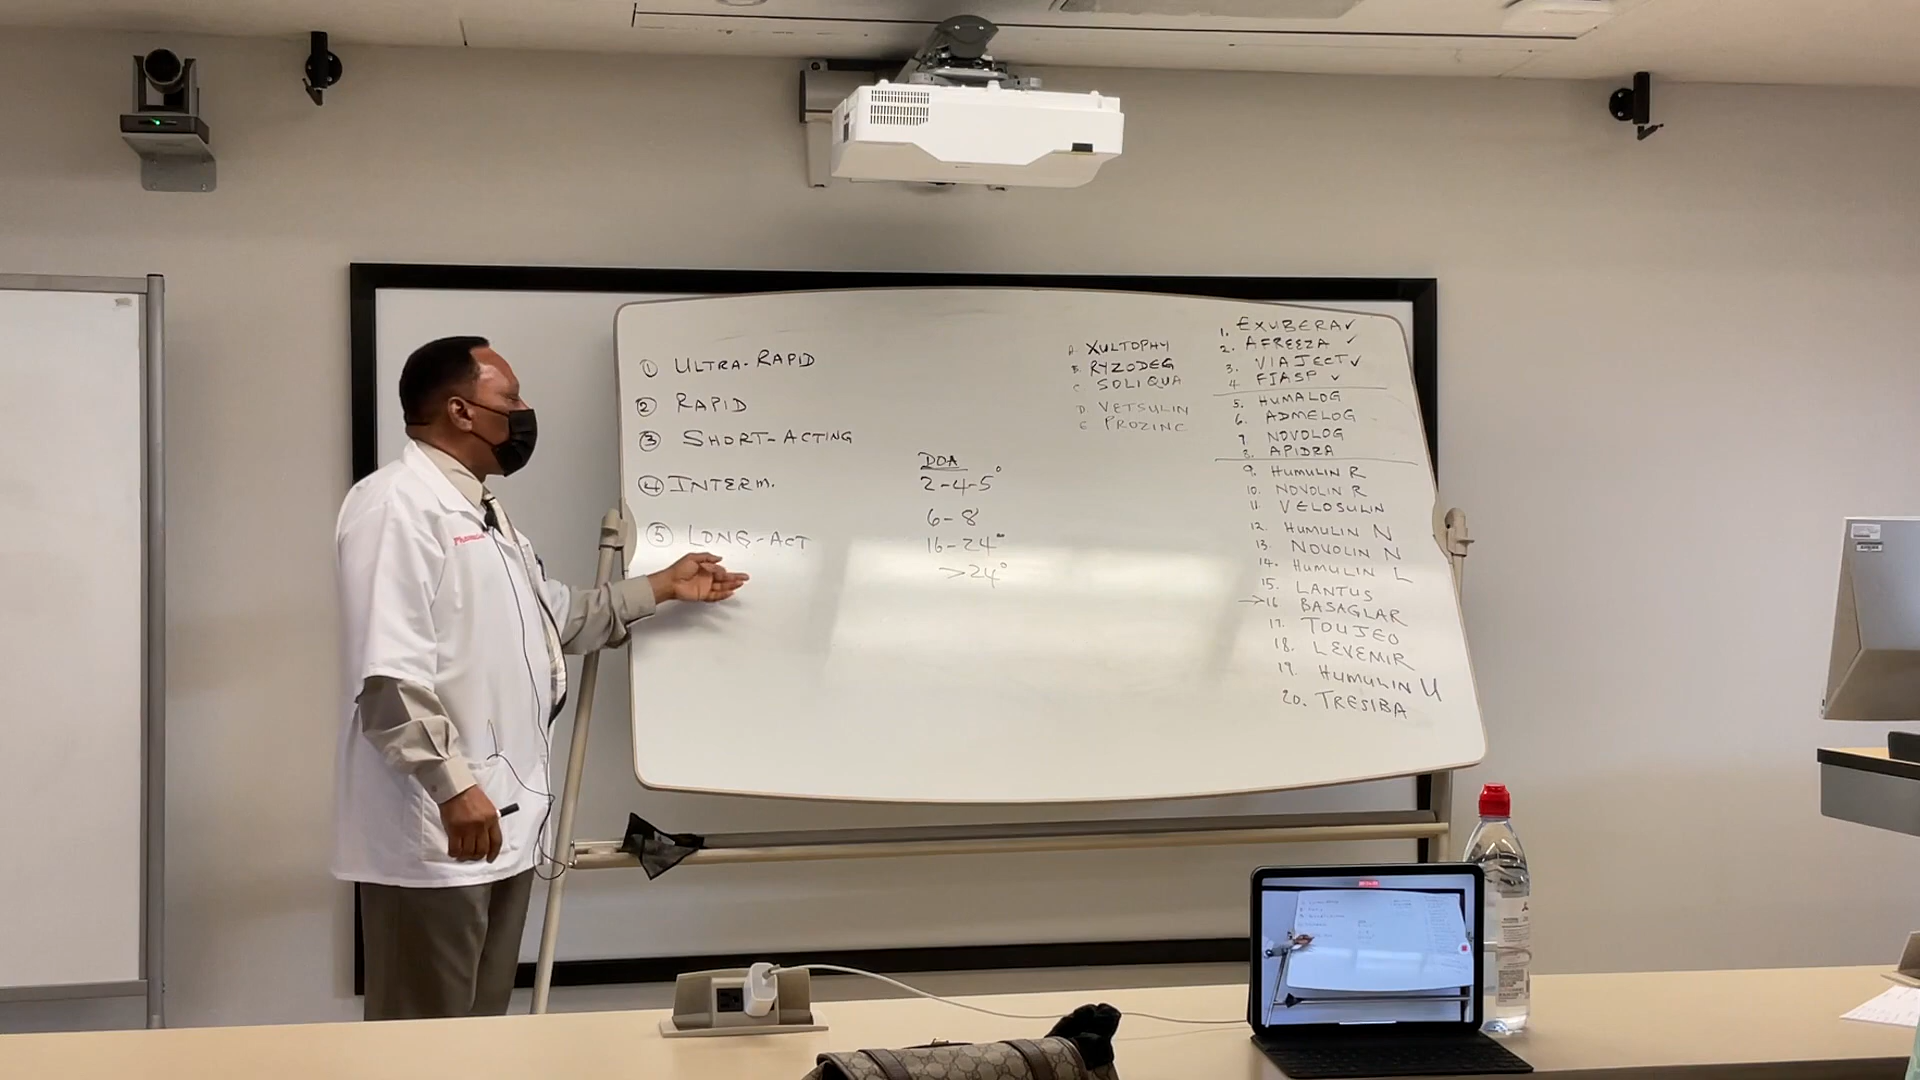 ① ULTRA-RAPID
② RAPID
③ SHORT-ACTING
④ INTERM.
⑤ LONG-ACT
DOA
2-4-5°
6-8
16-24°
>24°
A. XULTOPHY
B. RYZODEG
C SOLIQUA
D. VETSULIN
E PROZINC
1. EXUBERA✓
2. AFREEZA ✓
3. VIAJECT✓
4 FIASP ✓
5. HUMALOG
6. ADMELOG
7. NOVOLOG
8. APIDRA
9. HUMULIN R
10. NOVOLIN R
11. VELOSULIN
12. HUMULIN N
13. NOVOLIN N
14. HUMULIN L
15. LANTUS
→16 BASAGLAR
17. TOUJEO
18. LEVEMIR
19. HUMULIN U
20. TRESIBA